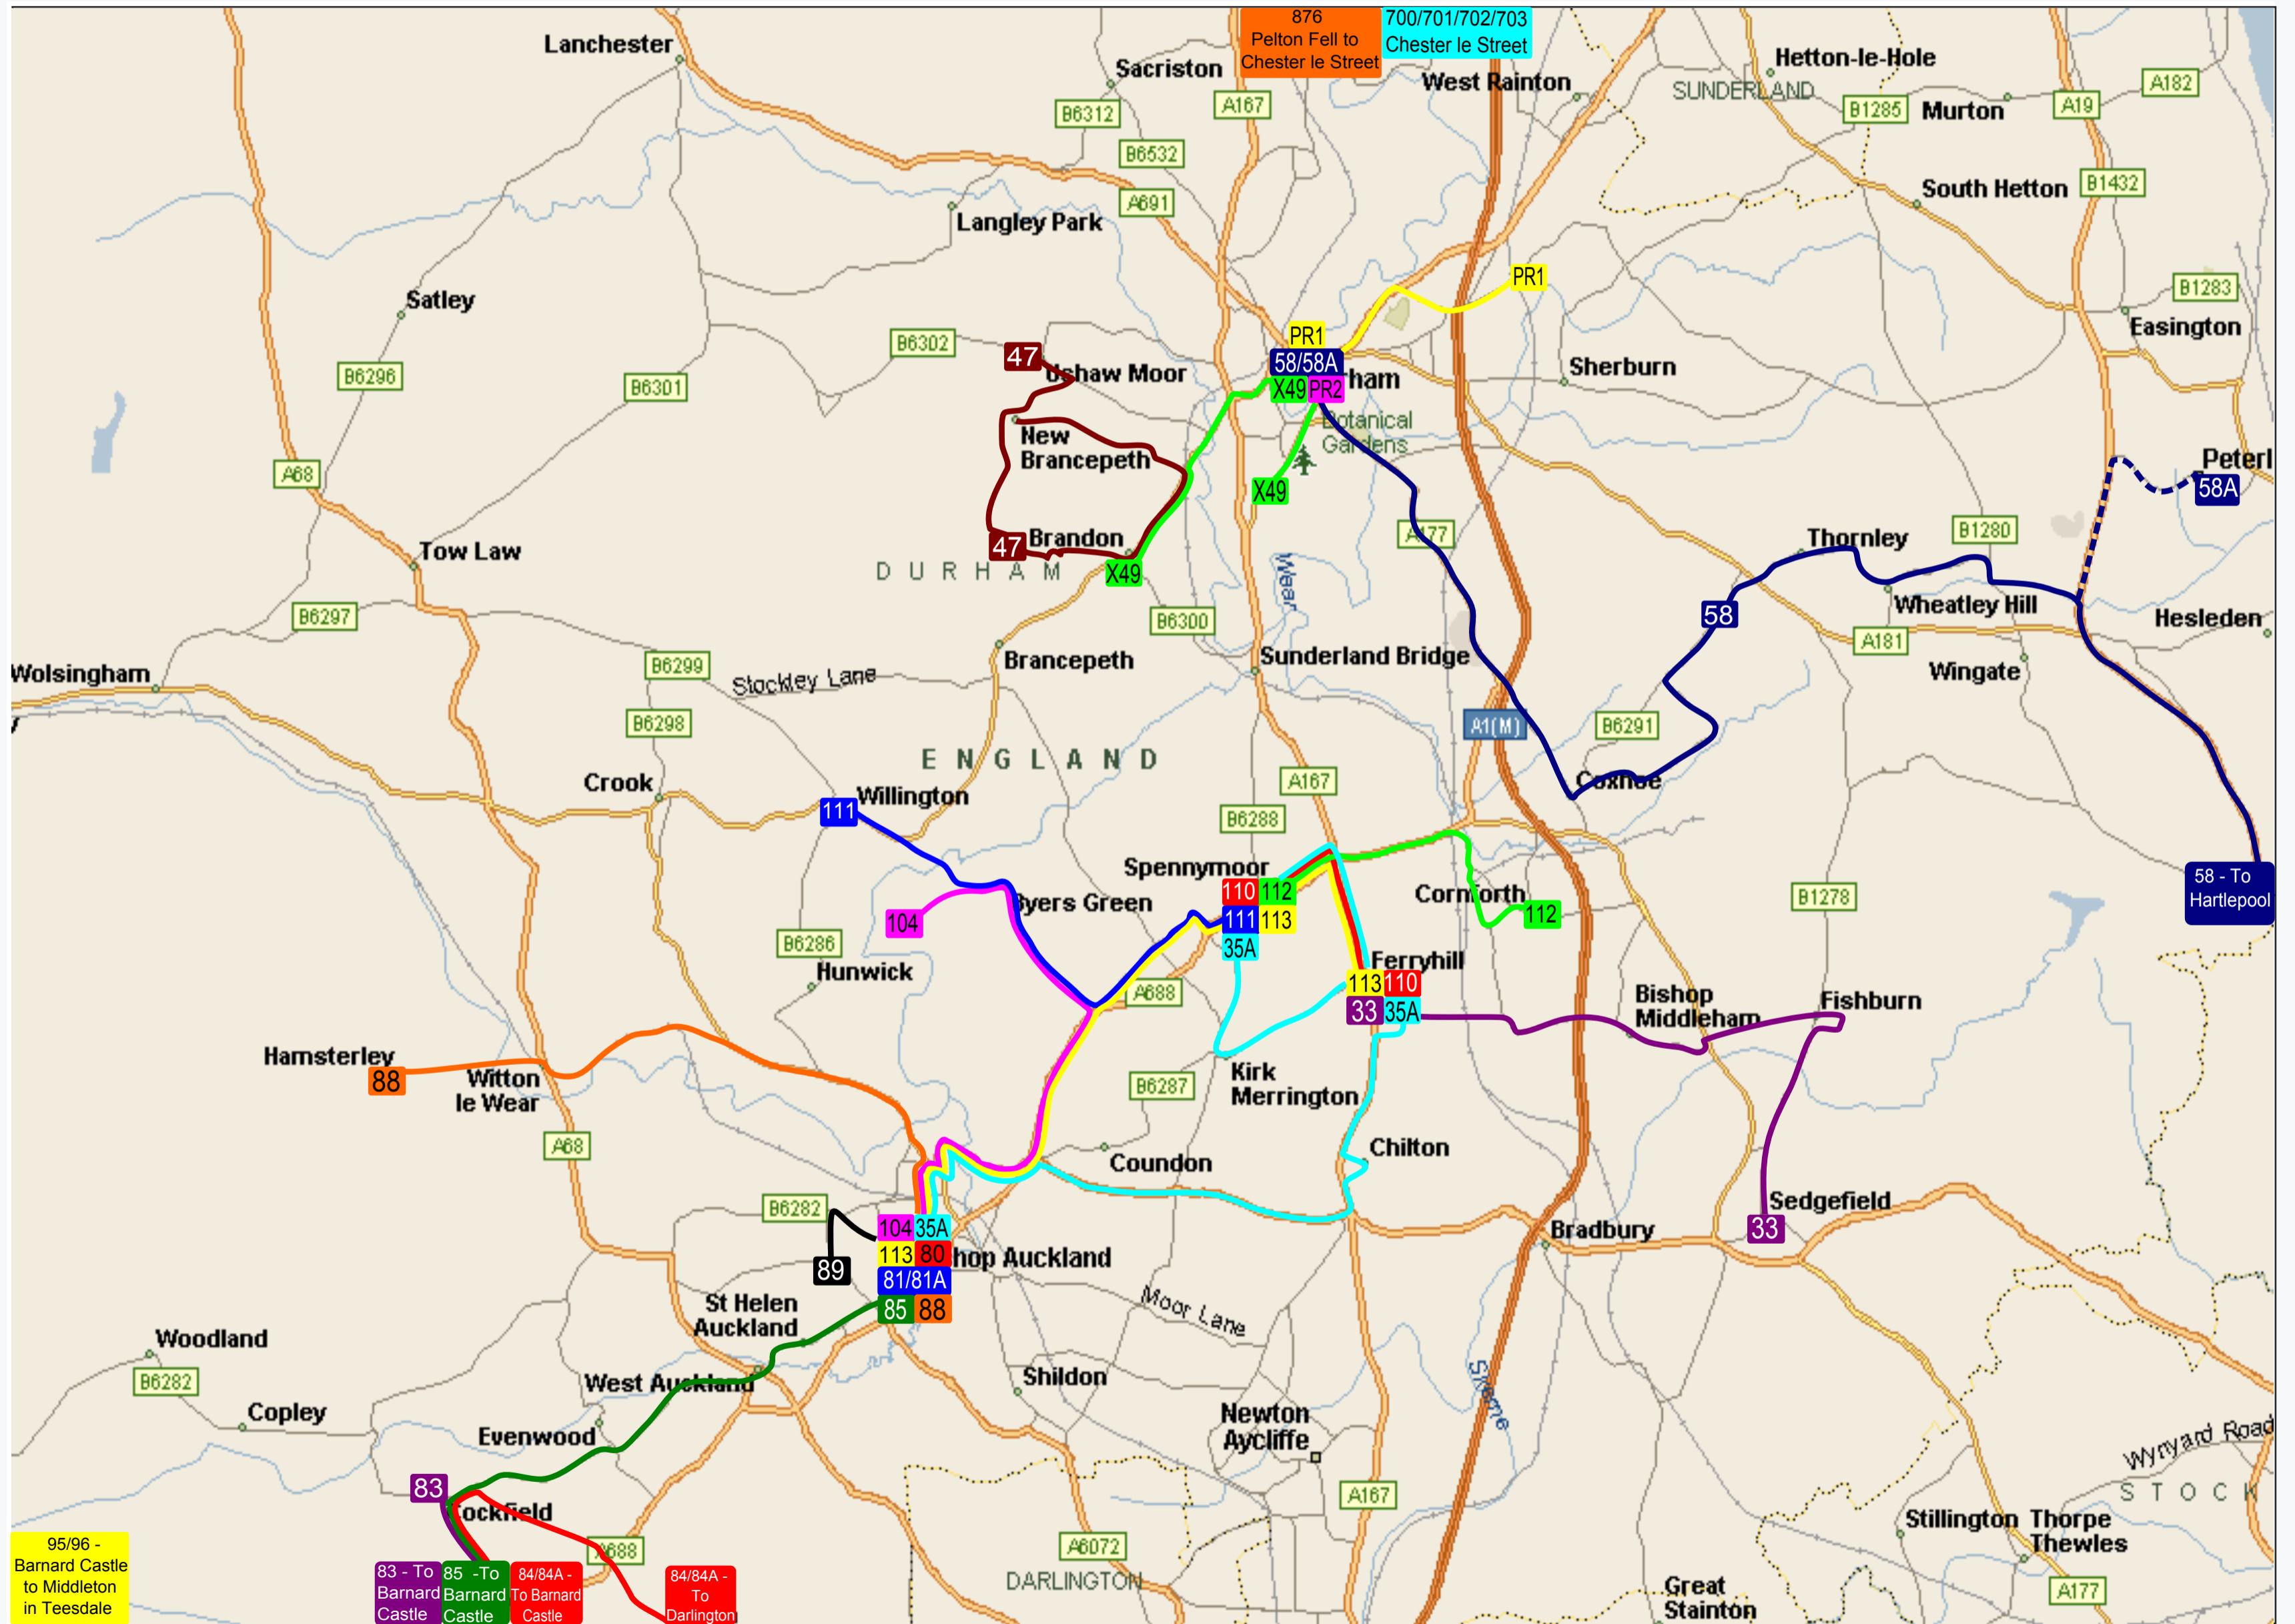 876
Pelton Fell to
Chester le Street
700/701/702/703
Chester le Street
Lanchester
Sacriston
West Rainton
Hetton-le-Hole
SUNDERLAND
A182
B6312
A167
B1285
Murton
A19
B6532
A691
South Hetton
B1432
Langley Park
PR1
B1283
Satley
Easington
PR1
B6302
47
58/58A
Sherburn
B6296
B6301
X49
PR2
Botanical
Gardens
New
Brancepeth
A68
X49
58A
47
Brandon
A177
B1280
Thornley
Tow Law
DURHAM
X49
B6297
B6300
58
Wheatley Hill
Hesleden
A181
Wear
Wolsingham
B6299
Stockley Lane
Brancepeth
Sunderland Bridge
Wingate
B6298
A1(M)
B6291
ENGLAND
Crook
A167
Coxhoe
111
Willington
B6288
Spennymoor
110
112
Cornforth
112
B1278
58 - To
Hartlepool
104
Byers Green
111
113
35A
B6286
Hunwick
Ferryhill
113
110
33
35A
A688
Bishop
Middleham
Fishburn
Hamsterley
88
Witton
le Wear
B6287
Kirk
Merrington
A68
Coundon
Chilton
B6282
104
35A
Sedgefield
33
Bradbury
89
113
80
81/81A
85
88
St Helen
Auckland
Moor Lane
Woodland
B6282
West Auckland
Shildon
Skerne
Copley
Evenwood
Newton
Aycliffe
Wynyard Road
83
A167
STOCK
95/96 -
Barnard Castle
to Middleton
in Teesdale
A688
A6072
Stillington
Thorpe
Thewles
83 - To
Barnard
Castle
85 -To
Barnard
Castle
84/84A -
To Barnard
Castle
84/84A -
To
Darlington
DARLINGTON
Great
Stainton
A177